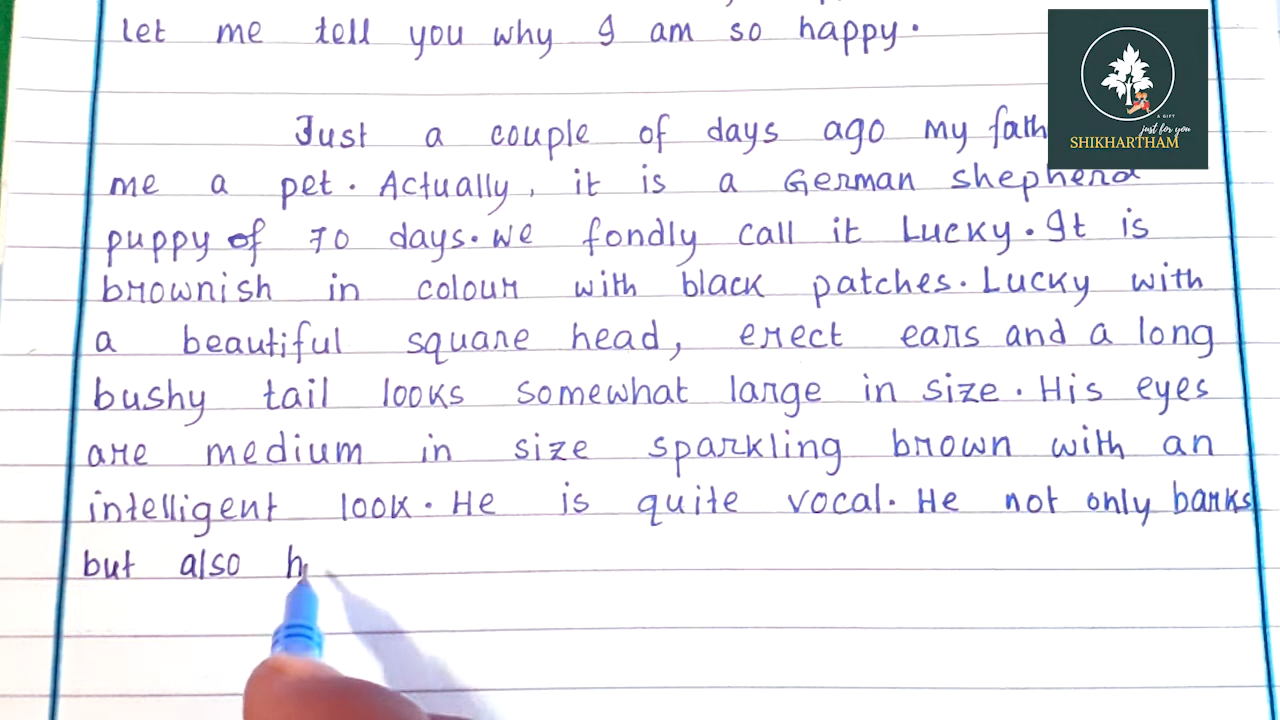 let me tell you why I am so happy.
A GIFT
just for you
SHIKHARTHAM
Just a couple of days ago my fath
me a pet. Actually, it is a German shepherd
puppy of 70 days. We fondly call it Lucky. It is
brownish in colour with black patches. Lucky with
a beautiful square head, erect ears and a long
bushy tail looks somewhat large in size. His eyes
are medium in size sparkling brown with an
intelligent look. He is quite vocal. He not only barks
but also h